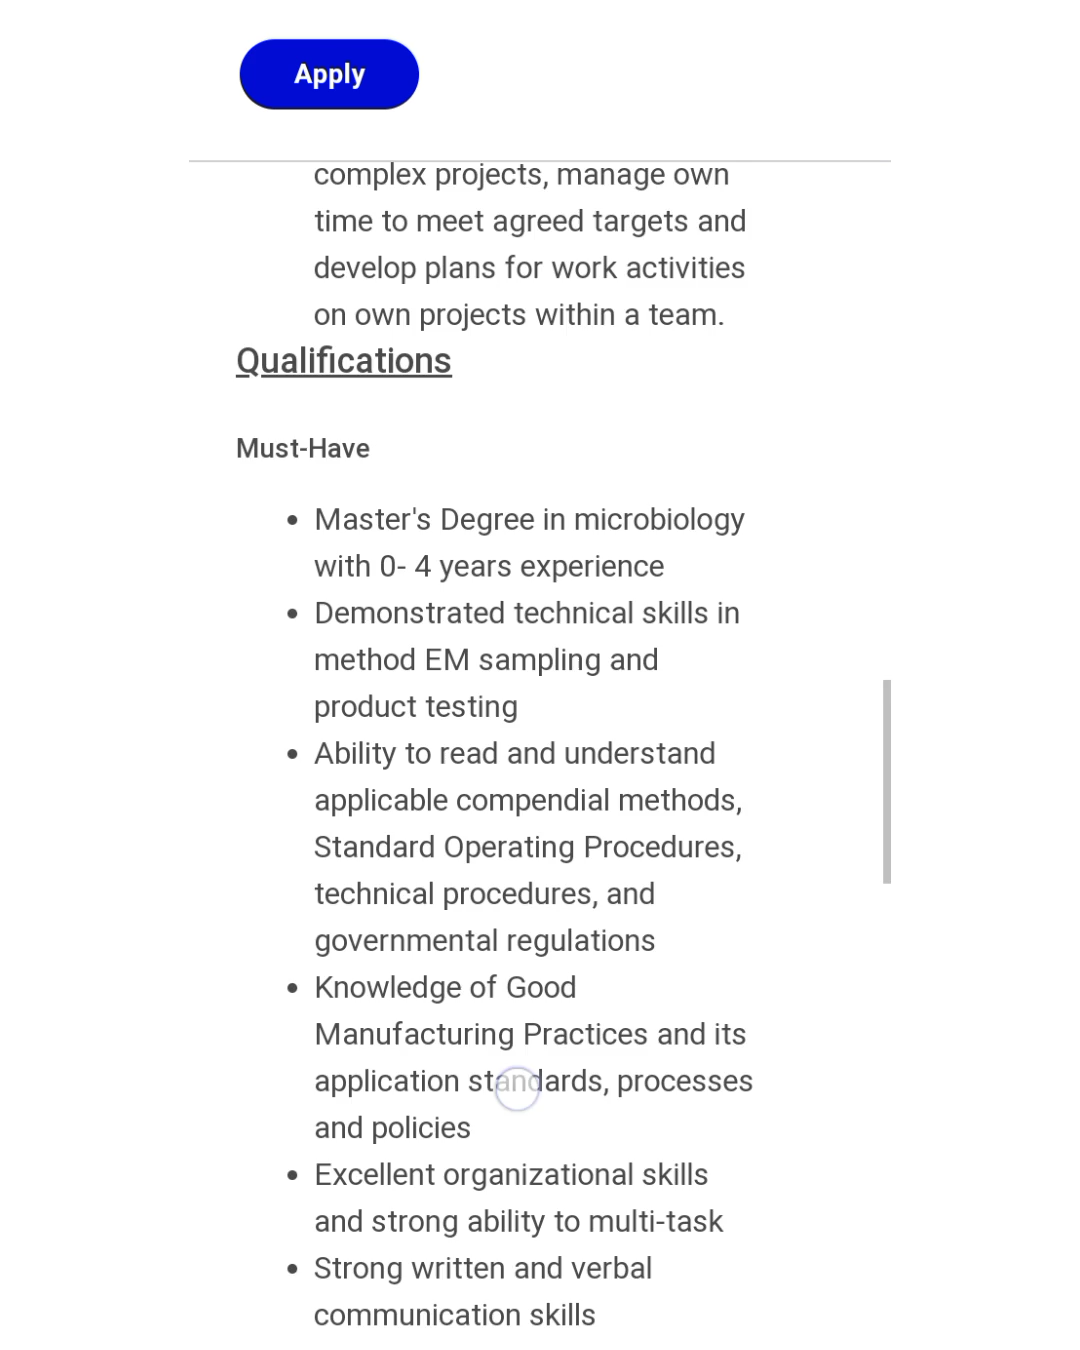 Apply
complex projects, manage own
time to meet agreed targets and
develop plans for work activities
on own projects within a team.
Qualifications
Must-Have
• Master's Degree in microbiology
with 0- 4 years experience
• Demonstrated technical skills in
method EM sampling and
product testing
• Ability to read and understand
applicable compendial methods,
Standard Operating Procedures,
technical procedures, and
governmental regulations
• Knowledge of Good
Manufacturing Practices and its
application standards, processes
and policies
• Excellent organizational skills
and strong ability to multi-task
• Strong written and verbal
communication skills